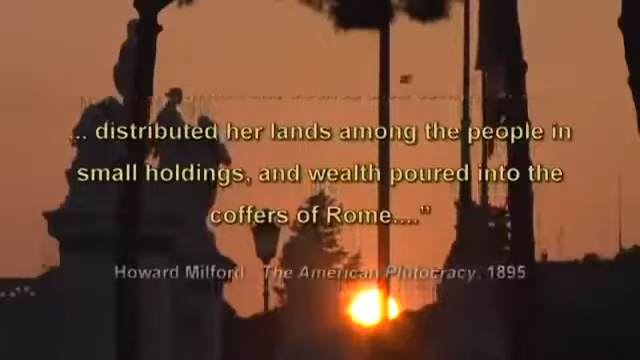 ... distributed her lands among the people in
small holdings, and wealth poured into the
coffers of Rome....”
Howard Milford The American Plutocracy, 1895